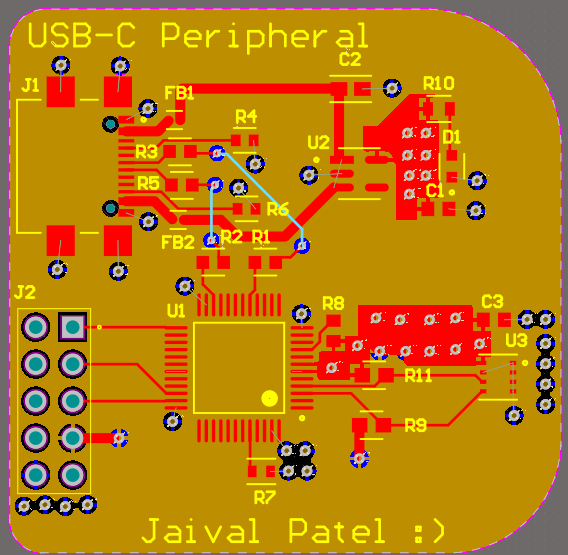 USB-C Peripheral
C2
J1
FB1
R10
R4
U2
D1
R3
R5
C1
R6
FB2
R2
R1
J2
U1
R8
C3
U3
R11
R9
R7
Jaival Patel :)